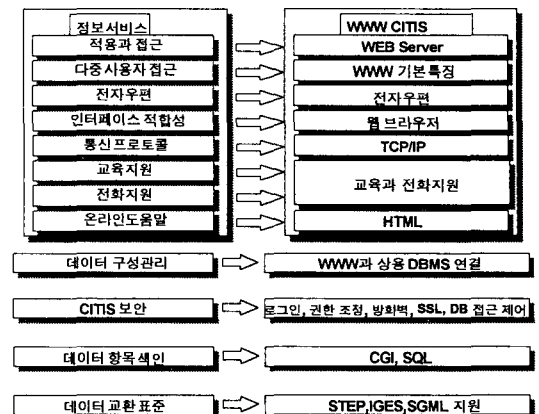 정보서비스
적용과 접근
다중사용자 접근
전자우편
인터페이스 적합성
통신프로토콜
교육지원
전화지원
온라인도움말
WWW CITIS
WEB Server
WWW 기본특징
전자우편
웹 브라우저
TCP/IP
교육과 전화지원
HTML
데이터 구성관리
WWW과 상용 DBMS 연결
CITIS 보안
로그인, 권한 조정, 방화벽, SSL, DB 접근 제어
데이터 항목색인
CGI, SQL
데이터 교환 표준
STEP,IGES,SGML 지원